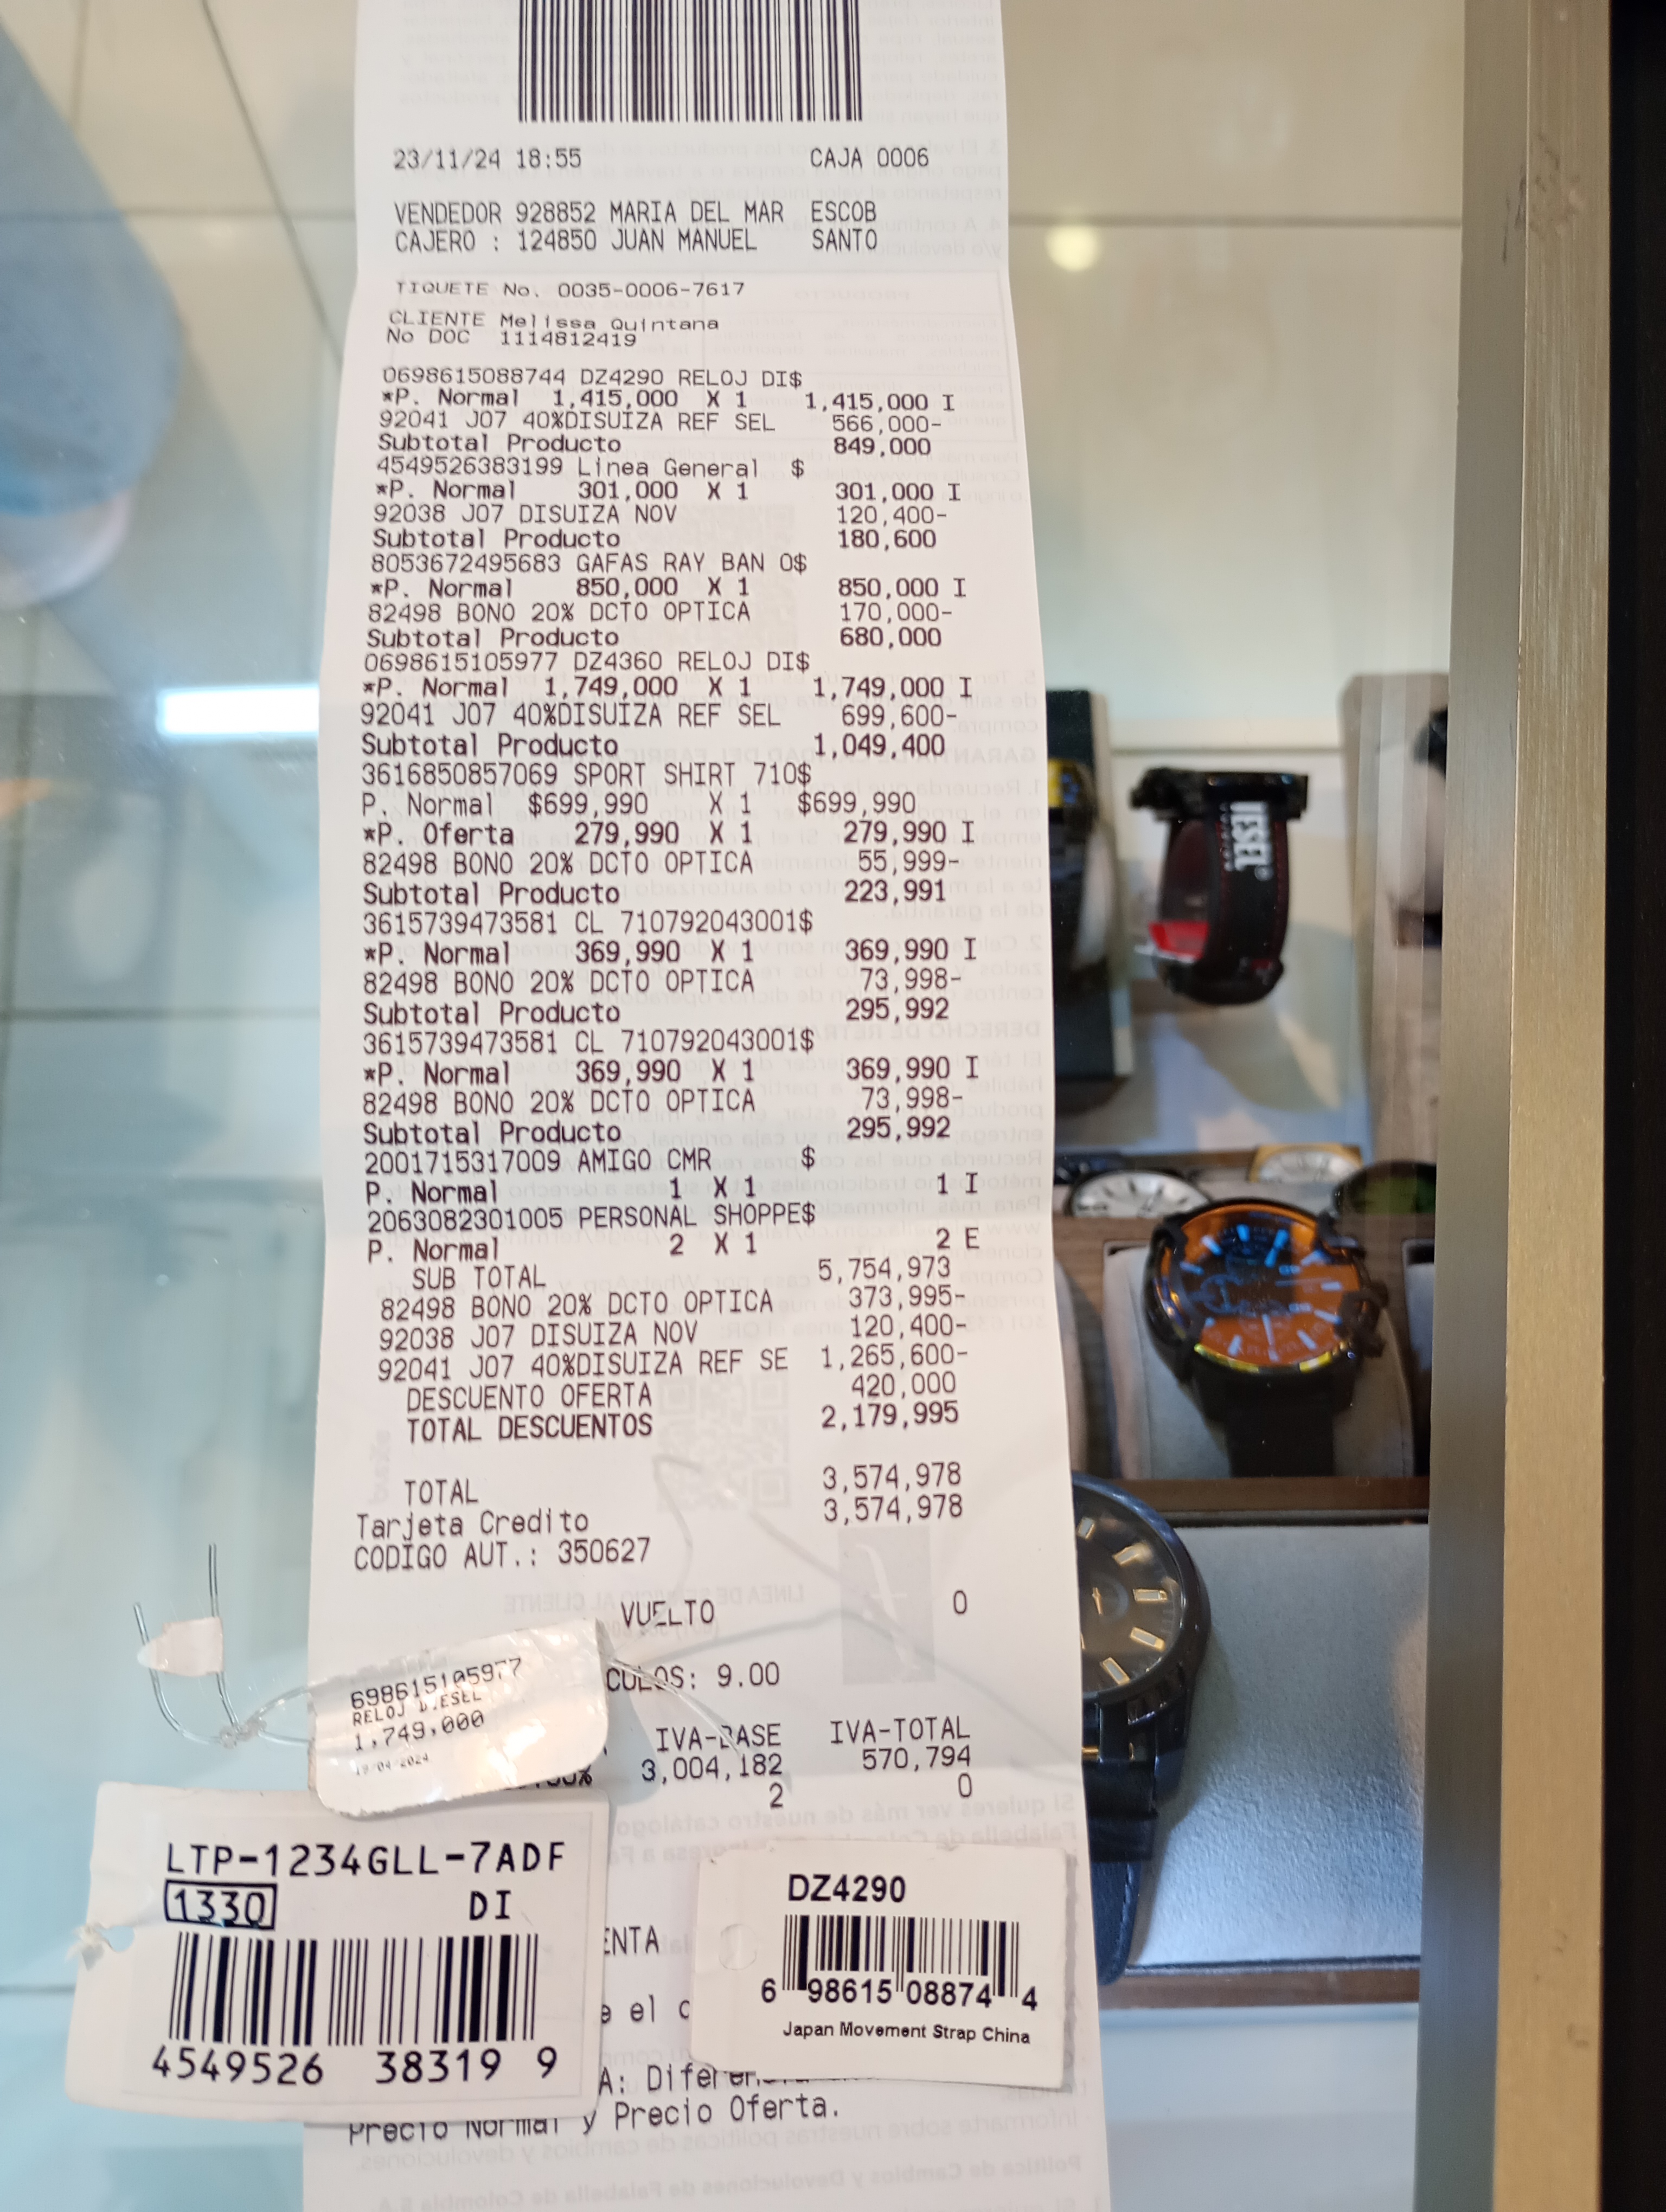 23/11/24 18:55 CAJA 0006
VENDEDOR 928852 MARIA DEL MAR ESCOB
CAJERO : 124850 JUAN MANUEL SANTO
TIQUETE No. 0035-0006-7617
CLIENTE Melissa Quintana
No DOC 1114812419
0698615088744 DZ4290 RELOJ DI$
*P. Normal 1,415,000 X 1 1,415,000 I
92041 J07 40%DISUIZA REF SEL 566,000-
Subtotal Producto 849,000
4549526383199 Linea General $
*P. Normal 301,000 X 1 301,000 I
92038 J07 DISUIZA NOV 120,400-
Subtotal Producto 180,600
8053672495683 GAFAS RAY BAN O$
*P. Normal 850,000 X 1 850,000 I
82498 BONO 20% DCTO OPTICA 170,000-
Subtotal Producto 680,000
0698615105977 DZ4360 RELOJ DI$
*P. Normal 1,749,000 X 1 1,749,000 I
92041 J07 40%DISUIZA REF SEL 699,600-
Subtotal Producto 1,049,400
3616850857069 SPORT SHIRT 710$
P. Normal $699,990 X 1 $699,990
*P. Oferta 279,990 X 1 279,990 I
82498 BONO 20% DCTO OPTICA 55,999-
Subtotal Producto 223,991
3615739473581 CL 710792043001$
*P. Normal 369,990 X 1 369,990 I
82498 BONO 20% DCTO OPTICA 73,998-
Subtotal Producto 295,992
3615739473581 CL 710792043001$
*P. Normal 369,990 X 1 369,990 I
82498 BONO 20% DCTO OPTICA 73,998-
Subtotal Producto 295,992
2001715317009 AMIGO CMR $
P. Normal 1 X 1 1 I
2063082301005 PERSONAL SHOPPE$
P. Normal 2 X 1 2 E
SUB TOTAL 5,754,973
82498 BONO 20% DCTO OPTICA 373,995-
92038 J07 DISUIZA NOV 120,400-
92041 J07 40%DISUIZA REF SE 1,265,600-
DESCUENTO OFERTA 420,000
TOTAL DESCUENTOS 2,179,995
TOTAL 3,574,978
Tarjeta Credito 3,574,978
CODIGO AUT.: 350627
VUELTO 0
CULOS: 9.00
IVA-BASE IVA-TOTAL
3,004,182 570,794
2 0
ENTA
e el c
A: Difer
Precio Normal y Precio Oferta.
698615105977
RELOJ DIESEL
1,749,000
19/04/2024
LTP-1234GLL-7ADF
1330 DI
4549526 38319 9
DZ4290
6 98615 08874 4
Japan Movement Strap China
DIESEL